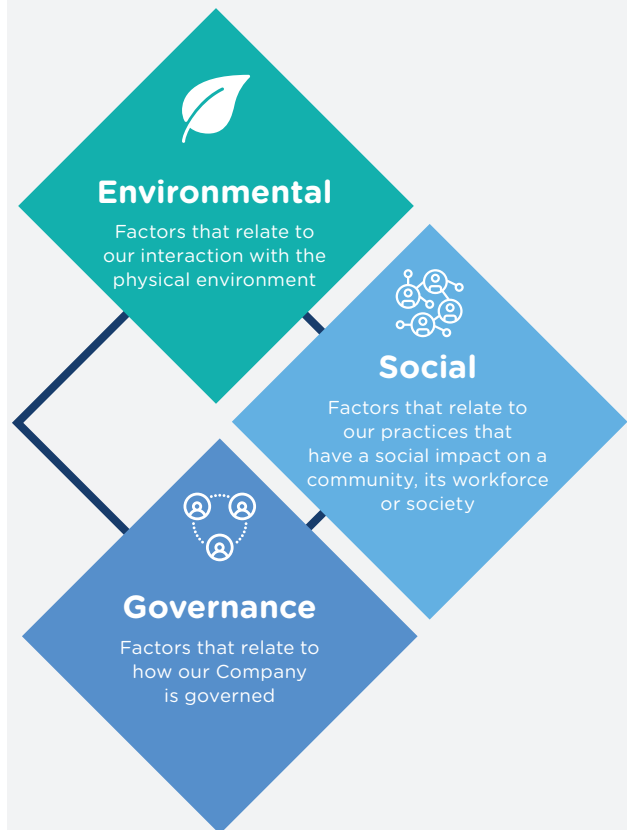 Environmental
Factors that relate to
our interaction with the
physical environment
Social
Factors that relate to
our practices that
have a social impact on a
community, its workforce
or society
Governance
Factors that relate to
how our Company
is governed